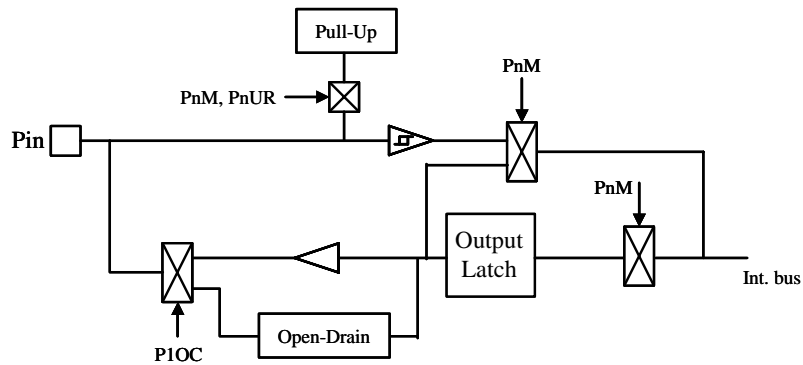 Pull-Up
PnM
PnM, PnUR
Pin
PnM
Output
Latch
Int. bus
Open-Drain
P1OC